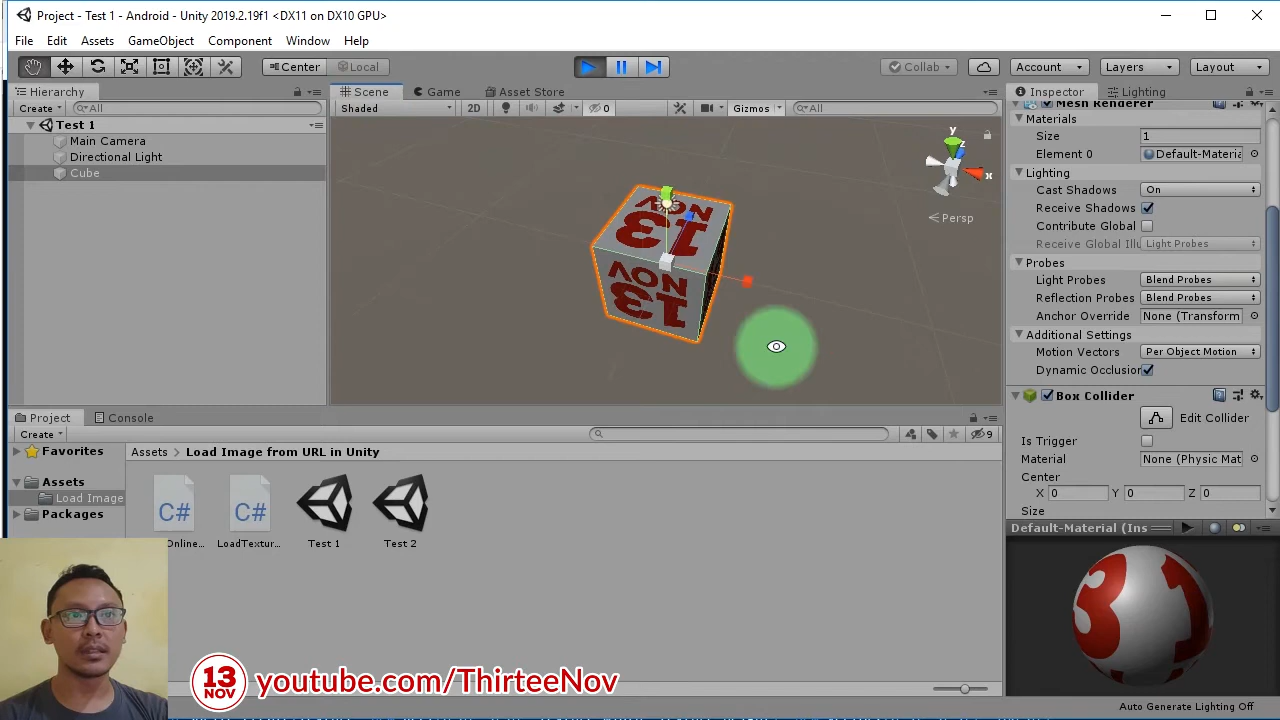 Project - Test 1 - Android - Unity 2019.2.19f1 <DX11 on DX10 GPU>
File Edit Assets GameObject Component Window Help
Center Local Collab Account Layers Layout
Hierarchy
Create All
Test 1
Main Camera
Directional Light
Cube
Scene Game Asset Store
Shaded 2D 0 Gizmos All
y
z
x
Persp
NOV
13
NOV
13
Inspector Lighting
Mesh Renderer
Materials
Size 1
Element 0 Default-Materia
Lighting
Cast Shadows On
Receive Shadows
Contribute Global
Receive Global Illu Light Probes
Probes
Light Probes Blend Probes
Reflection Probes Blend Probes
Anchor Override None (Transform
Additional Settings
Motion Vectors Per Object Motion
Dynamic Occlusion
Box Collider
Edit Collider
Is Trigger
Material None (Physic Mat
Center
X 0 Y 0 Z 0
Size
Default-Material (Ins
Project Console
Create 9
Favorites
Assets
Load Image
Packages
Assets Load Image from URL in Unity
C# C#
Online... LoadTextur... Test 1 Test 2
13
NOV
youtube.com/ThirteeNov
Auto Generate Lighting Off